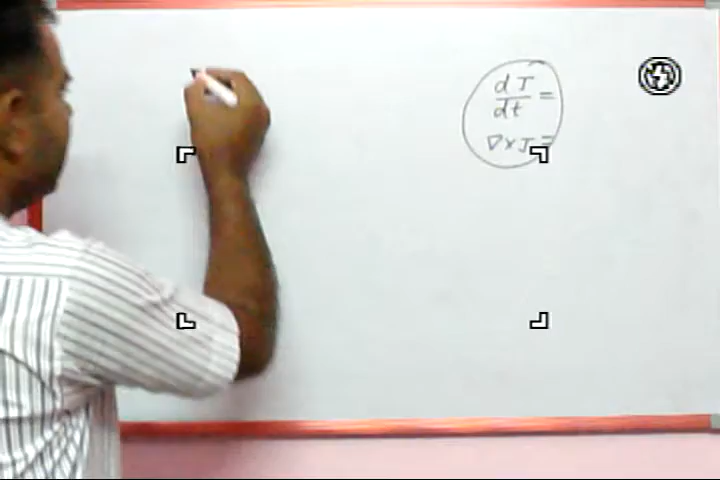 dJ/dt =
∇×J =